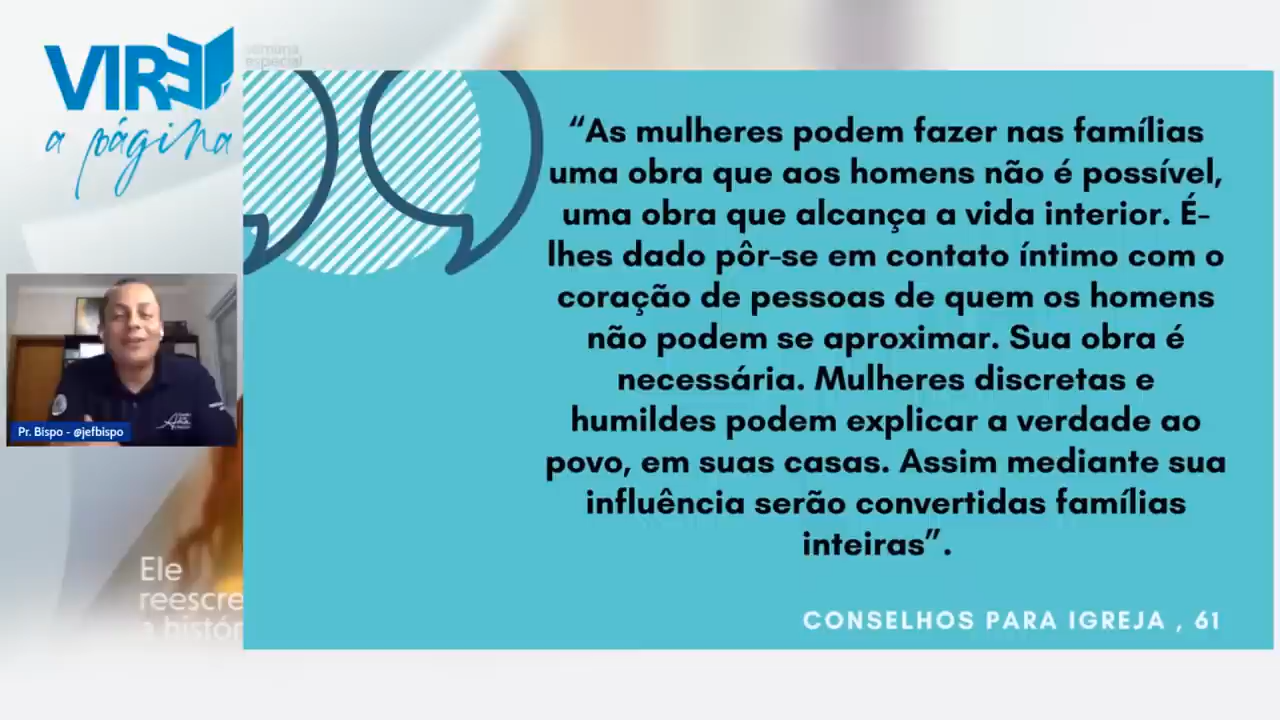 VIRE
a página
semana
especial
“As mulheres podem fazer nas famílias
uma obra que aos homens não é possível,
uma obra que alcança a vida interior. É-
lhes dado pôr-se em contato íntimo com o
coração de pessoas de quem os homens
não podem se aproximar. Sua obra é
necessária. Mulheres discretas e
humildes podem explicar a verdade ao
povo, em suas casas. Assim mediante sua
influência serão convertidas famílias
inteiras”.
CONSELHOS PARA IGREJA , 61
Pr. Bispo - @jefbispo
Ele
reescre
a histór